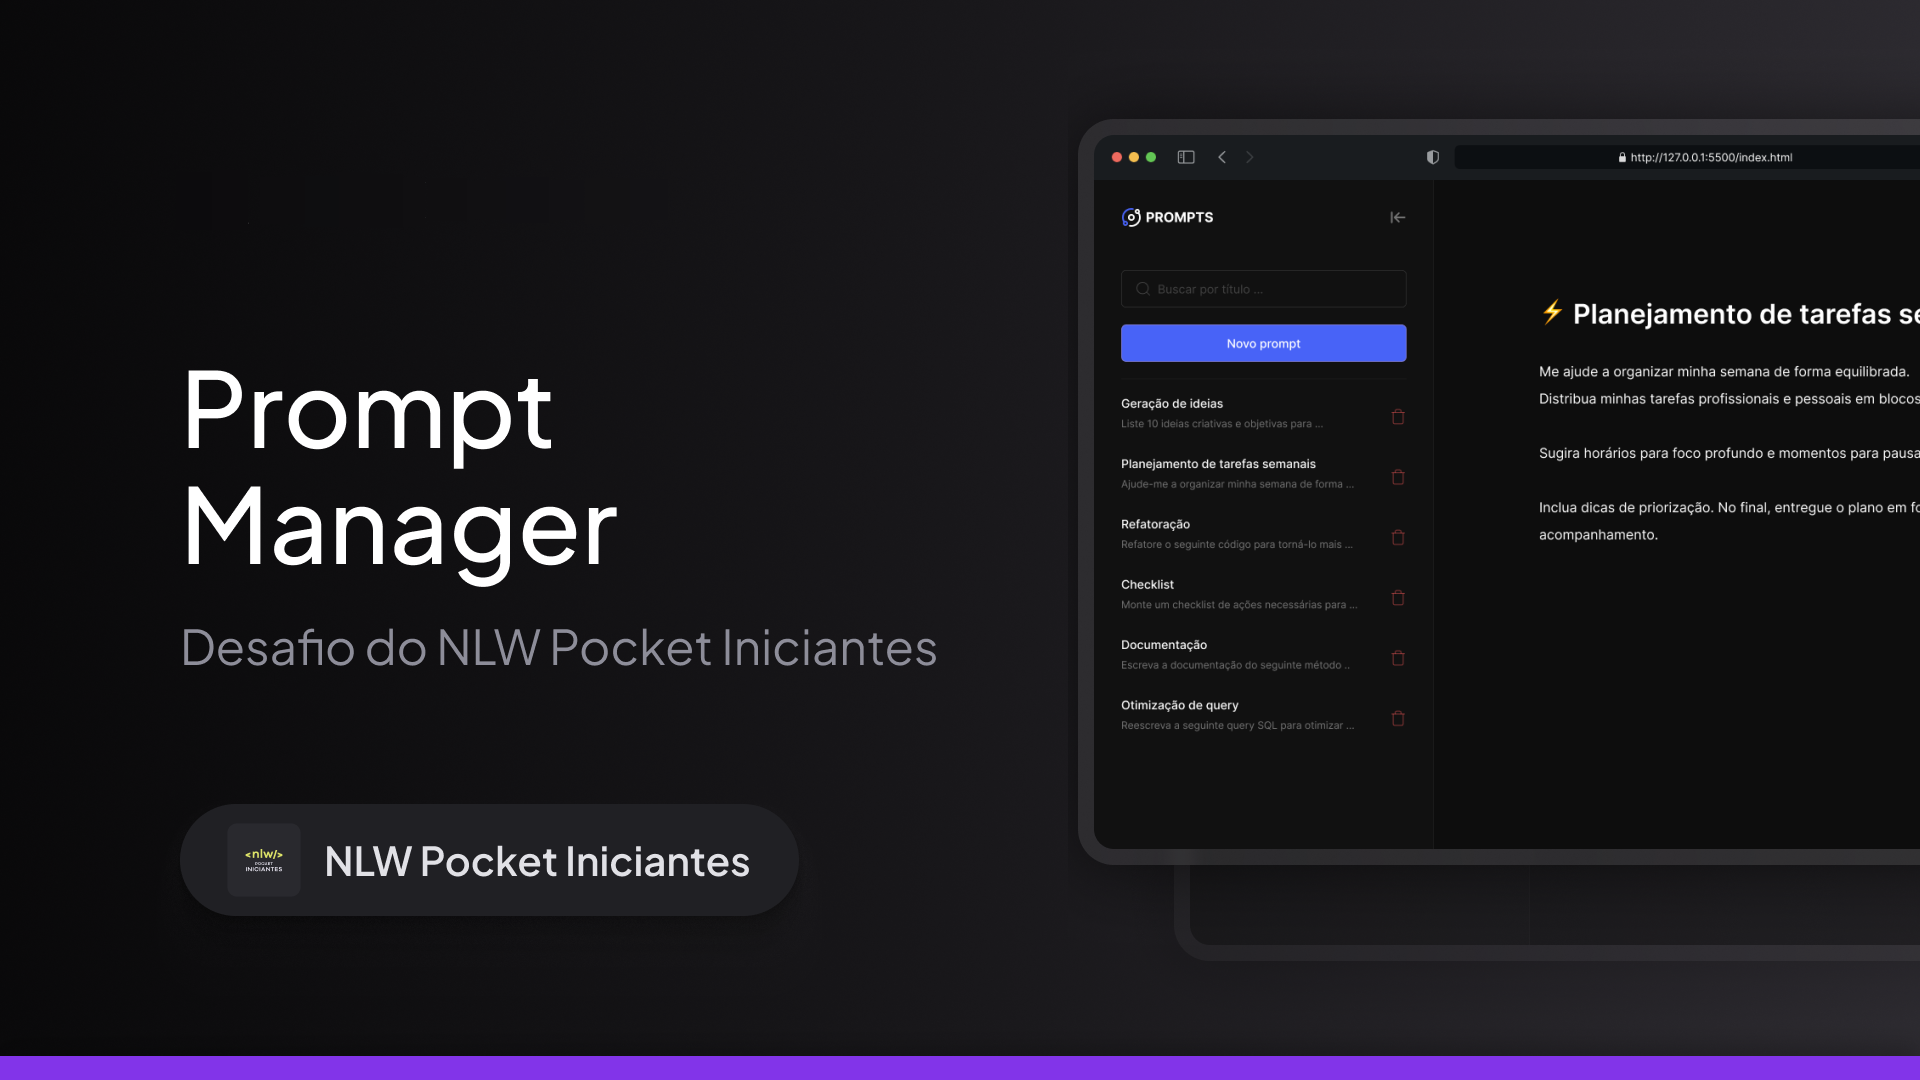 Prompt
Manager
Desafio do NLW Pocket Iniciantes
<nlw/>
POCKET
INICIANTES
NLW Pocket Iniciantes
http://127.0.0.1:5500/index.html
PROMPTS
Buscar por título ...
Novo prompt
Geração de ideias
Liste 10 ideias criativas e objetivas para ...
Planejamento de tarefas semanais
Ajude-me a organizar minha semana de forma ...
Refatoração
Refatore o seguinte código para torná-lo mais ...
Checklist
Monte um checklist de ações necessárias para ...
Documentação
Escreva a documentação do seguinte método ..
Otimização de query
Reescreva a seguinte query SQL para otimizar ...
⚡ Planejamento de tarefas se
Me ajude a organizar minha semana de forma equilibrada.
Distribua minhas tarefas profissionais e pessoais em blocos
Sugira horários para foco profundo e momentos para pausa
Inclua dicas de priorização. No final, entregue o plano em fo
acompanhamento.